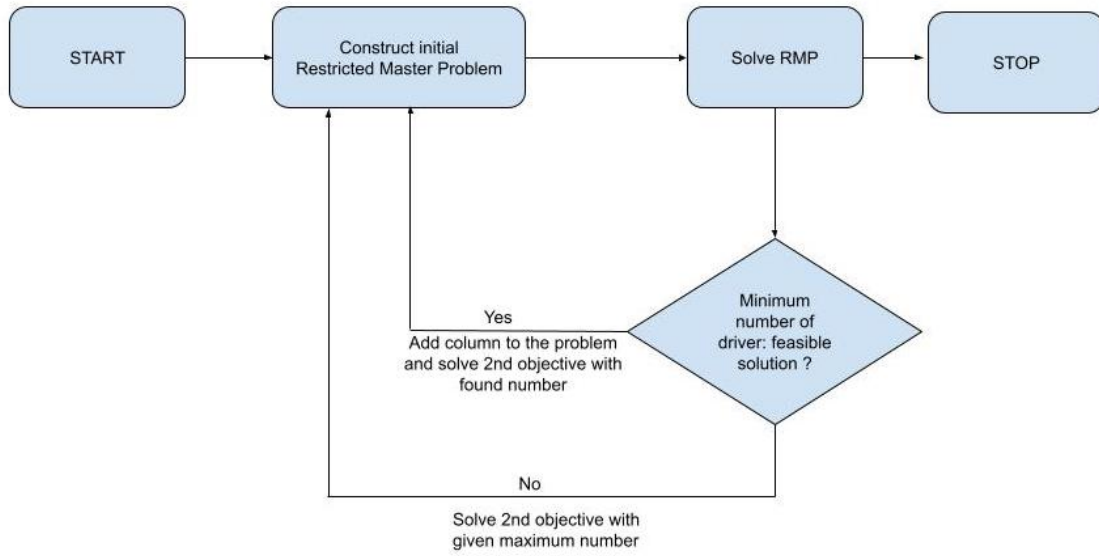 START
Construct initial
Restricted Master Problem
Solve RMP
STOP
Minimum
number of
driver: feasible
solution ?
Yes
Add column to the problem
and solve 2nd objective with
found number
No
Solve 2nd objective with
given maximum number